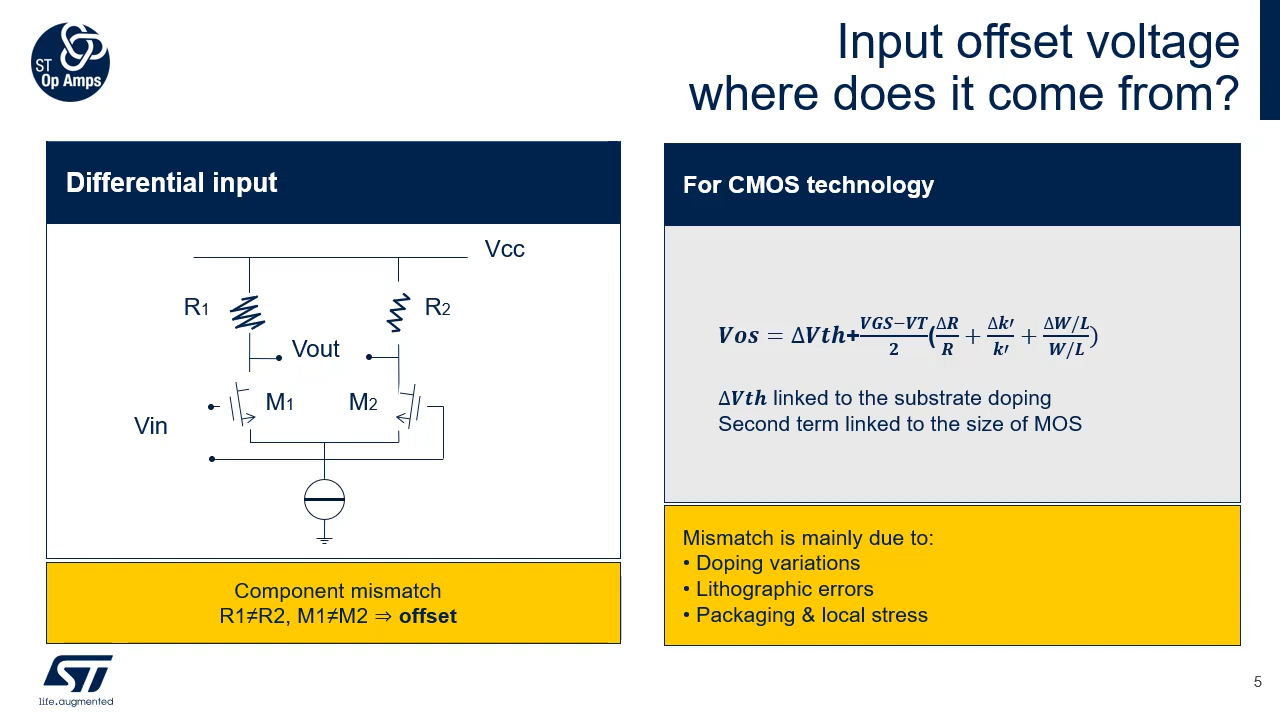 ST
Op Amps
Input offset voltage
where does it come from?
Differential input
Vcc
R1
R2
Vout
M1
M2
Vin
Component mismatch
R1≠R2, M1≠M2 ⇒ offset
For CMOS technology
Vos = ΔVth+(VGS−VT)/2 (ΔR/R + Δk′/k′ + (ΔW/L)/(W/L))
ΔVth linked to the substrate doping
Second term linked to the size of MOS
Mismatch is mainly due to:
• Doping variations
• Lithographic errors
• Packaging & local stress
ST
life.augmented
5